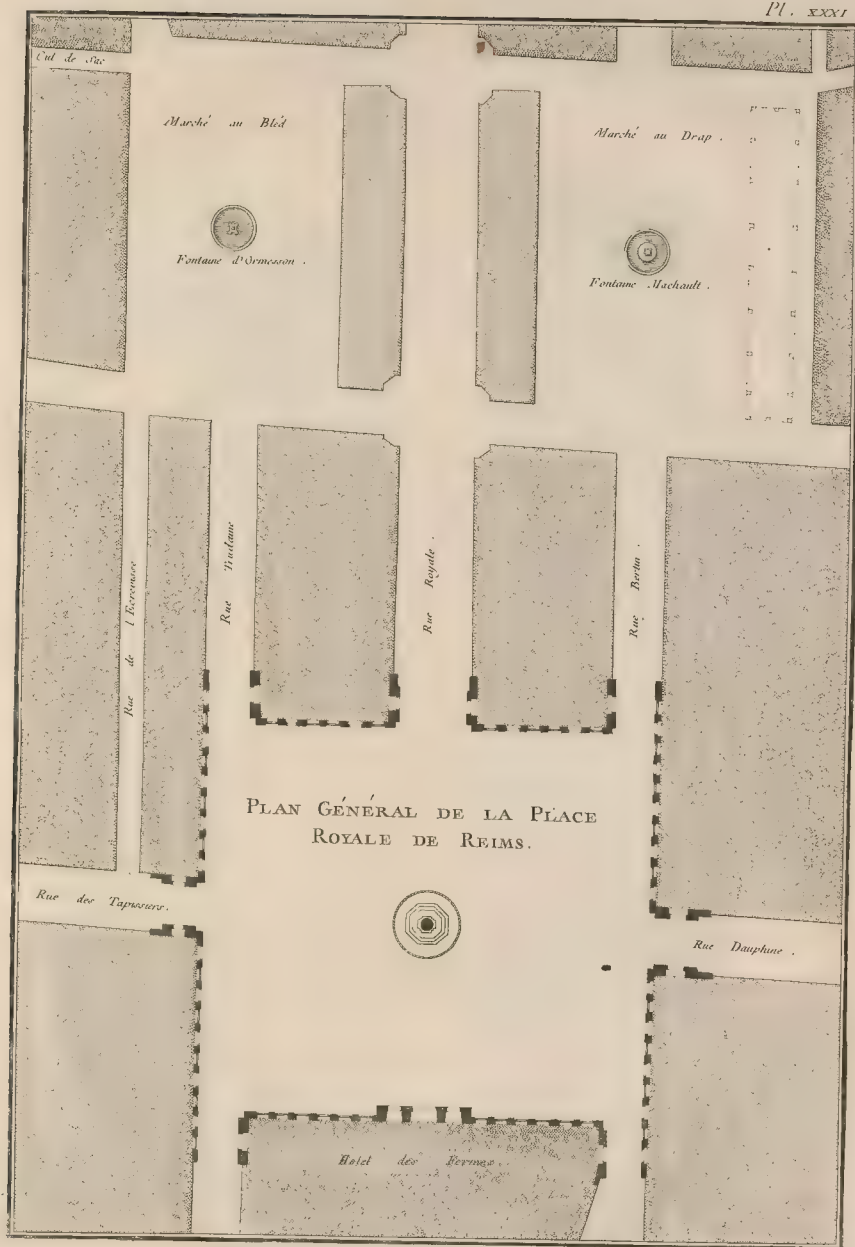 Pl. XXXI
Cul de Sac
Marché au Bléd
Marché au Drap.
Fontaine d'Ormesson.
Fontaine Machault.
Rue de l'Ecrevisse
Rue Trudaine
Rue Royale.
Rue Bertin.
PLAN GÉNÉRAL DE LA PLACE
ROYALE DE REIMS.
Rue des Tapissiers.
Rue Dauphine.
Hotel des Fermes.